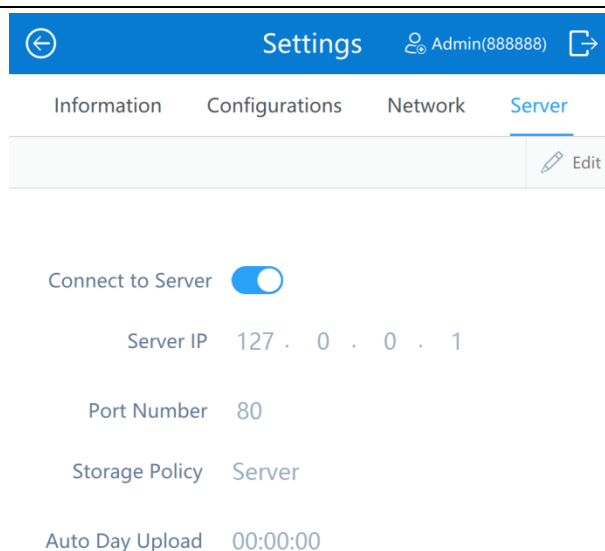 Settings Admin(888888)
Information Configurations Network Server
Edit
Connect to Server
Server IP 127 . 0 . 0 . 1
Port Number 80
Storage Policy Server
Auto Day Upload 00:00:00